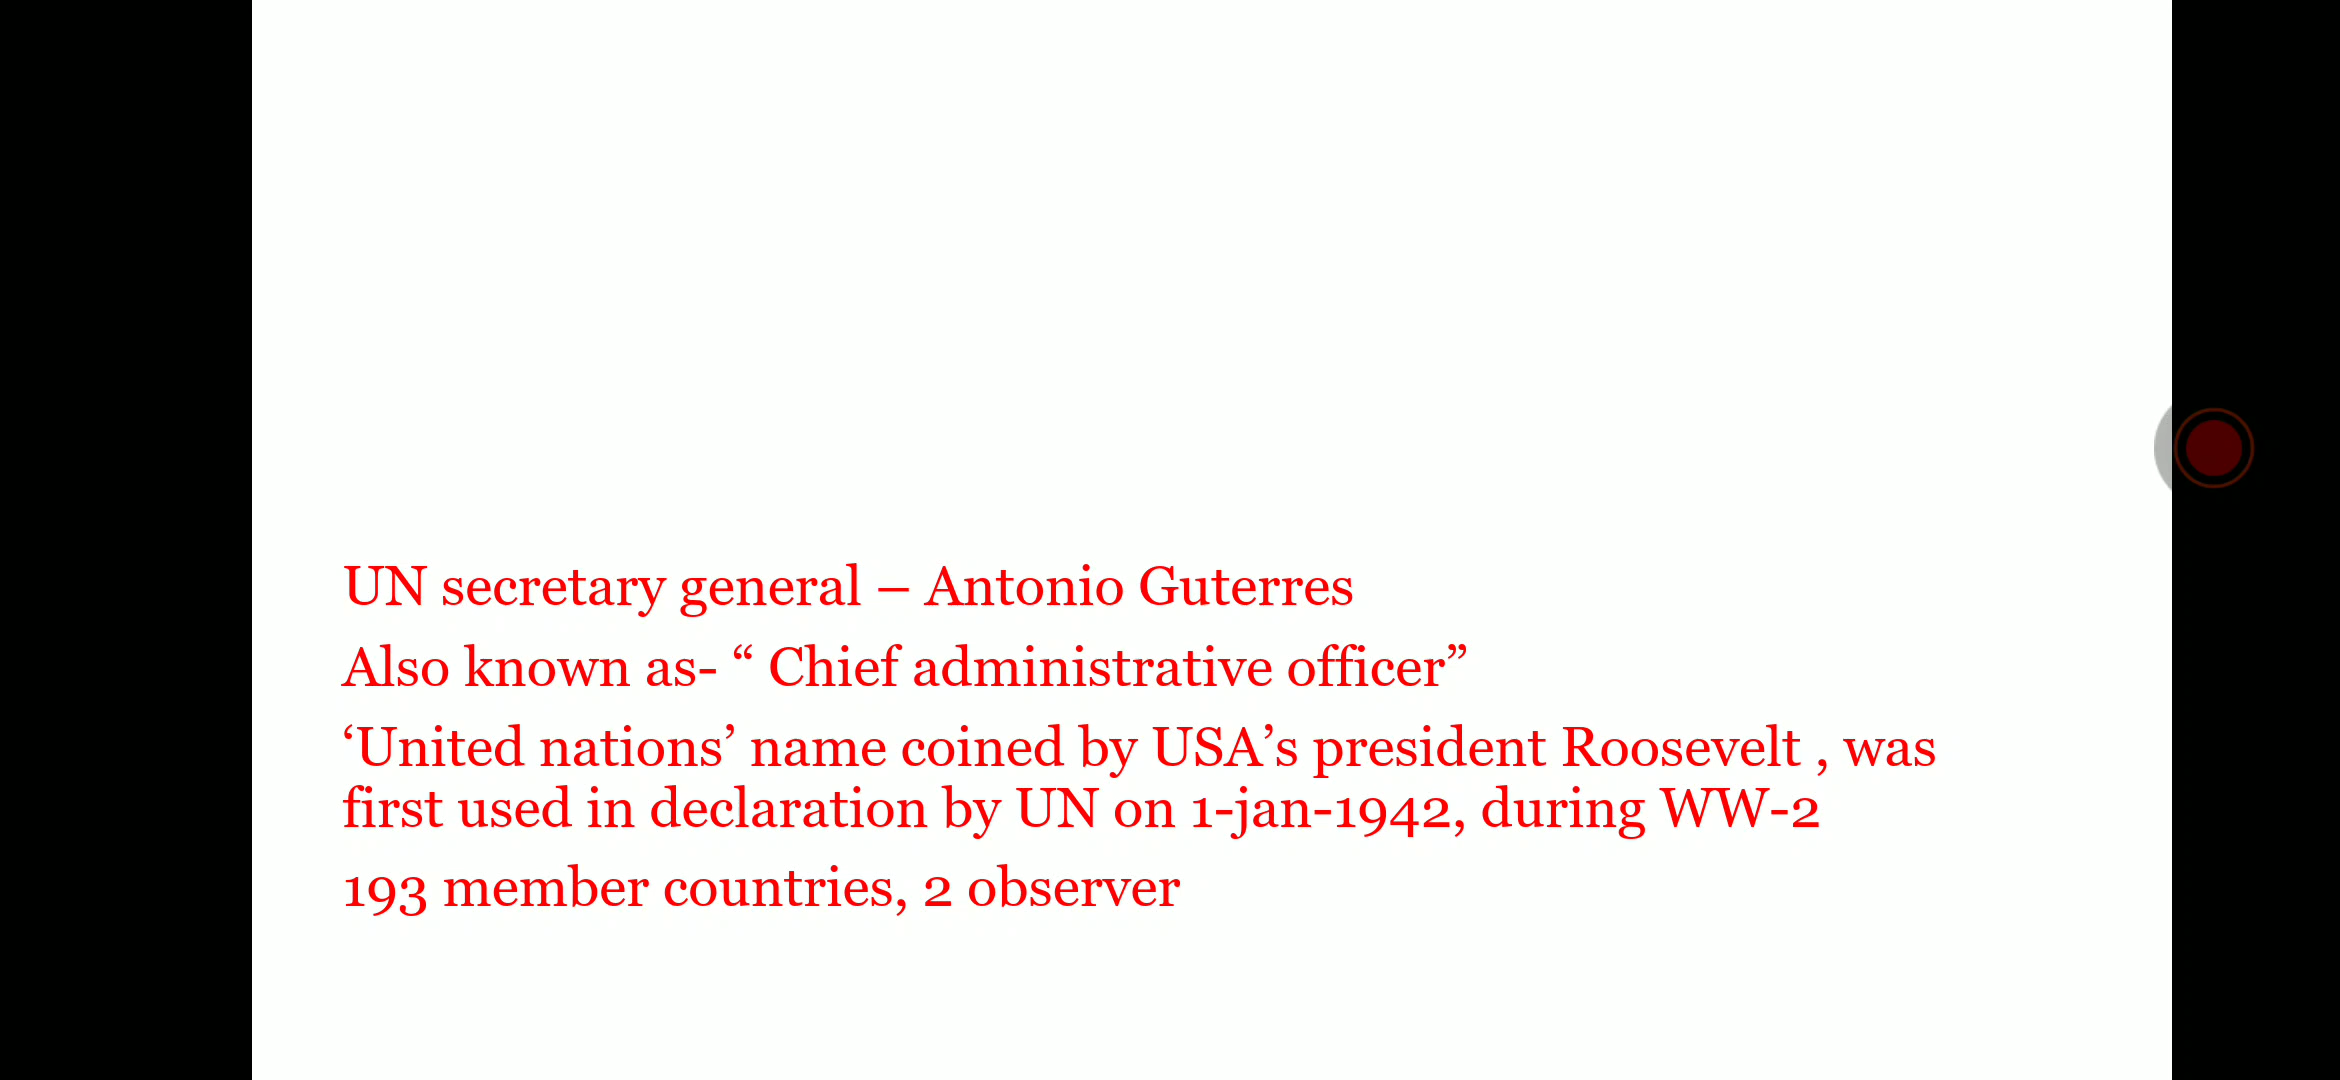 UN secretary general – Antonio Guterres
Also known as- “ Chief administrative officer”
‘United nations’ name coined by USA’s president Roosevelt , was
first used in declaration by UN on 1-jan-1942, during WW-2
193 member countries, 2 observer